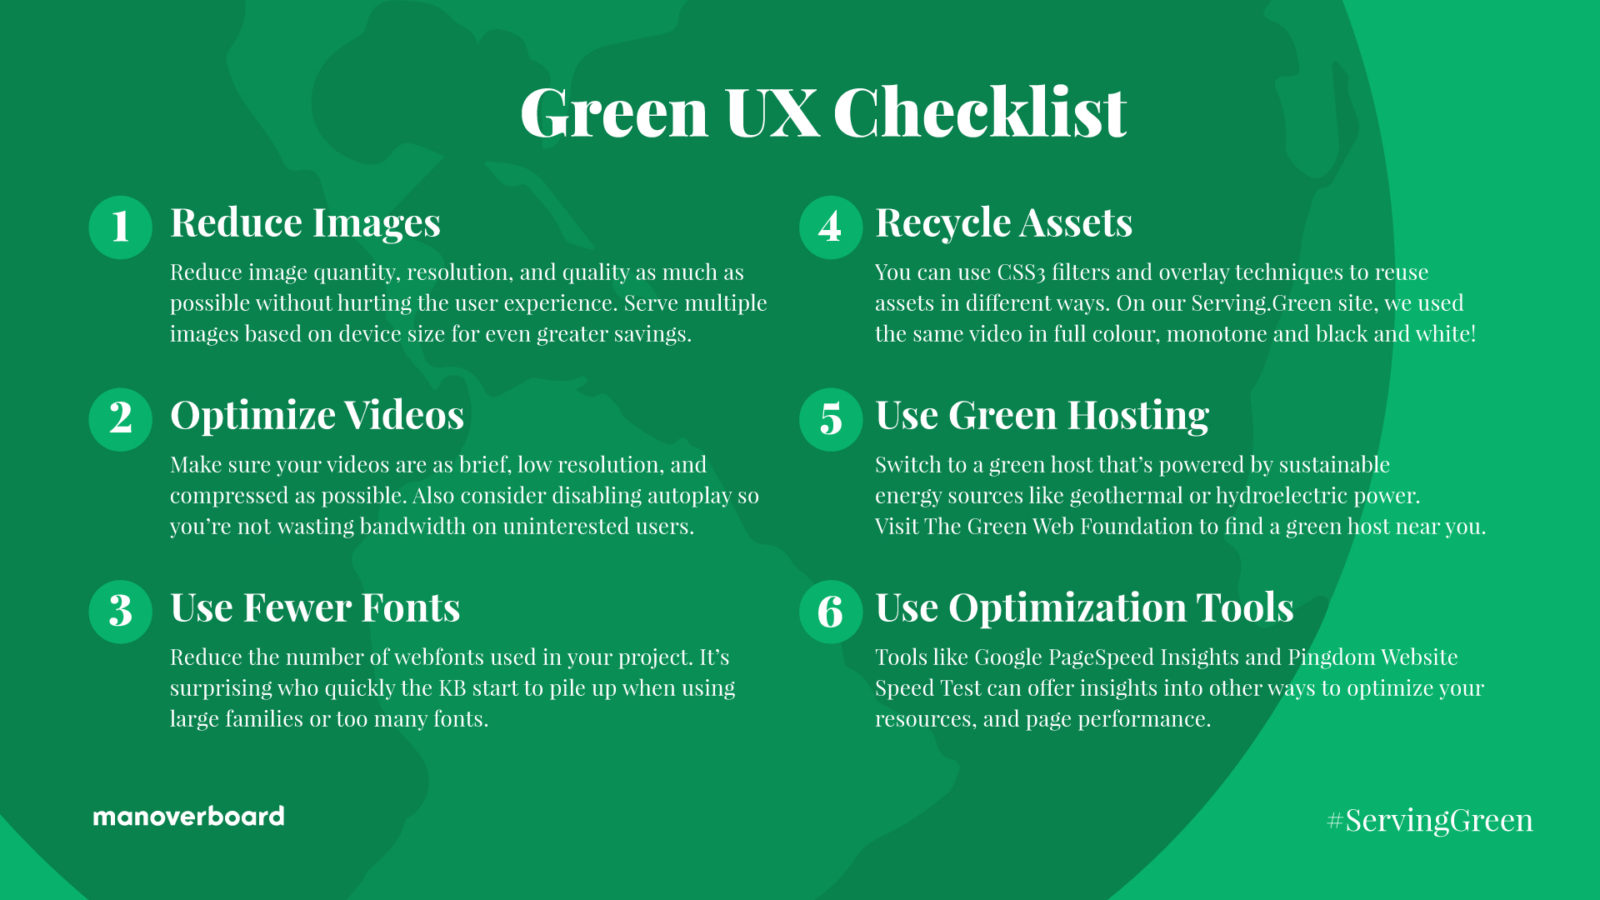 Green UX Checklist
1 Reduce Images
Reduce image quantity, resolution, and quality as much as
possible without hurting the user experience. Serve multiple
images based on device size for even greater savings.
2 Optimize Videos
Make sure your videos are as brief, low resolution, and
compressed as possible. Also consider disabling autoplay so
you're not wasting bandwidth on uninterested users.
3 Use Fewer Fonts
Reduce the number of webfonts used in your project. It's
surprising who quickly the KB start to pile up when using
large families or too many fonts.
4 Recycle Assets
You can use CSS3 filters and overlay techniques to reuse
assets in different ways. On our Serving.Green site, we used
the same video in full colour, monotone and black and white!
5 Use Green Hosting
Switch to a green host that's powered by sustainable
energy sources like geothermal or hydroelectric power.
Visit The Green Web Foundation to find a green host near you.
6 Use Optimization Tools
Tools like Google PageSpeed Insights and Pingdom Website
Speed Test can offer insights into other ways to optimize your
resources, and page performance.
manoverboard
#ServingGreen